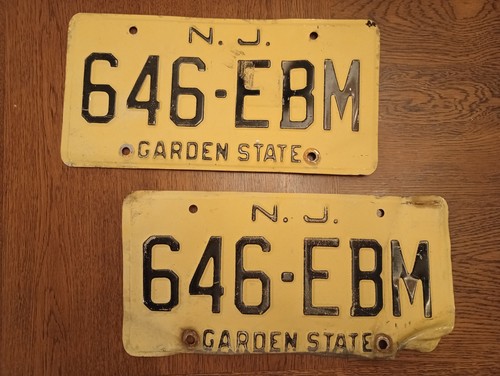 N.J.
646-EBM
GARDEN STATE
N.J.
646-EBM
GARDEN STATE